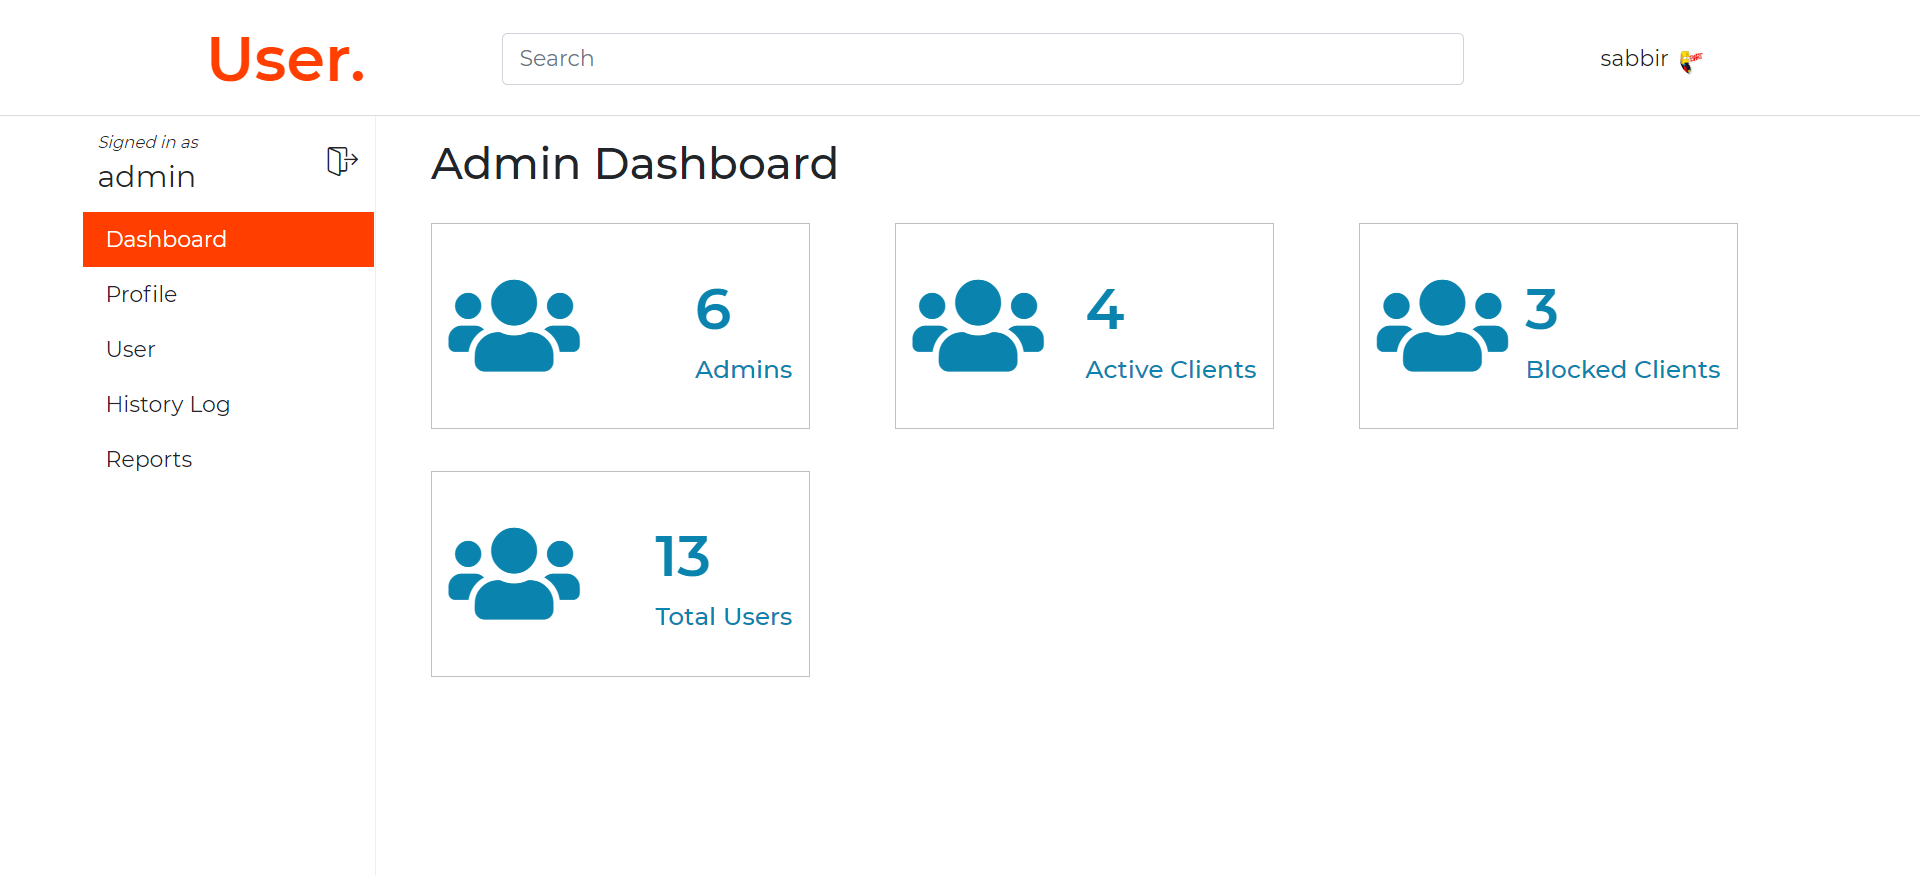 User.
Search
sabbir
Signed in as
admin
Dashboard
Profile
User
History Log
Reports
Admin Dashboard
6
Admins
4
Active Clients
3
Blocked Clients
13
Total Users